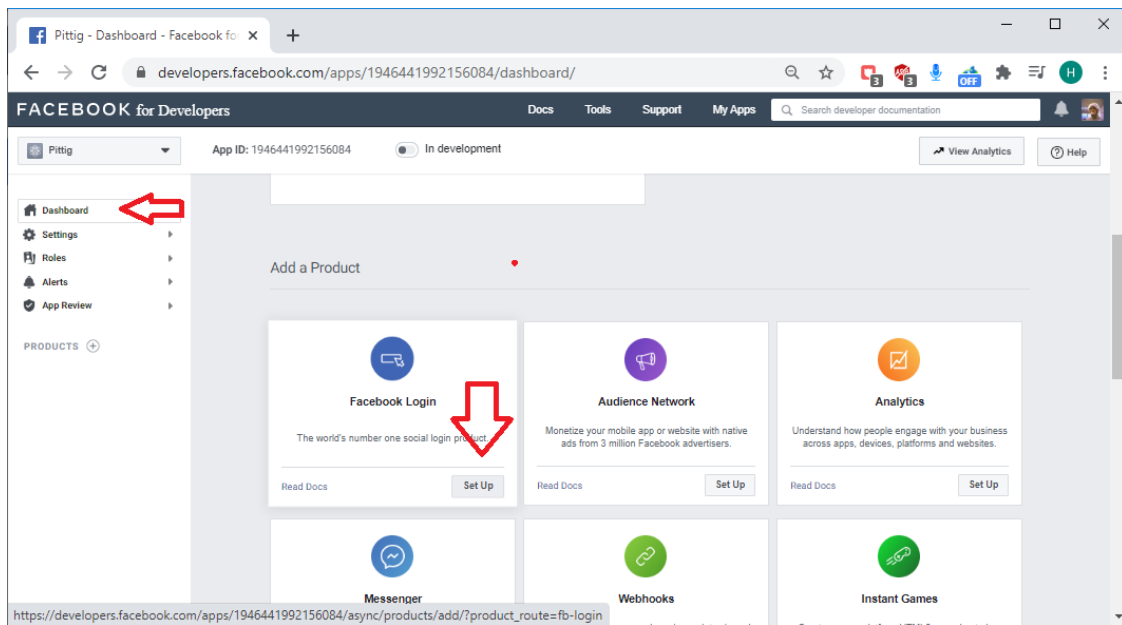 Pittig - Dashboard - Facebook fo
developers.facebook.com/apps/1946441992156084/dashboard/
3
3
OFF
H
FACEBOOK for Developers
Docs
Tools
Support
My Apps
Search developer documentation
Pittig
App ID: 1946441992156084
In development
View Analytics
Help
Dashboard
Settings
Roles
Alerts
App Review
PRODUCTS
Add a Product
Facebook Login
The world's number one social login product.
Read Docs
Set Up
Audience Network
Monetize your mobile app or website with native
ads from 3 million Facebook advertisers.
Read Docs
Set Up
Analytics
Understand how people engage with your business
across apps, devices, platforms and websites.
Read Docs
Set Up
Messenger
Webhooks
Instant Games
https://developers.facebook.com/apps/1946441992156084/async/products/add/?product_route=fb-login